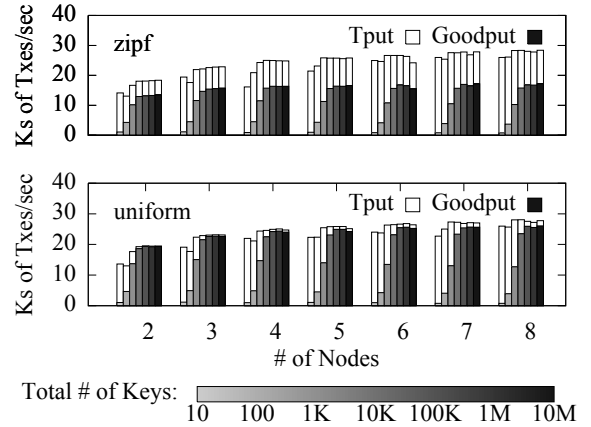 40
30
20
10
0
Ks of Txes/sec
zipf
Tput
Goodput
40
30
20
10
0
Ks of Txes/sec
uniform
Tput
Goodput
2 3 4 5 6 7 8
# of Nodes
Total # of Keys:
10 100 1K 10K 100K 1M 10M